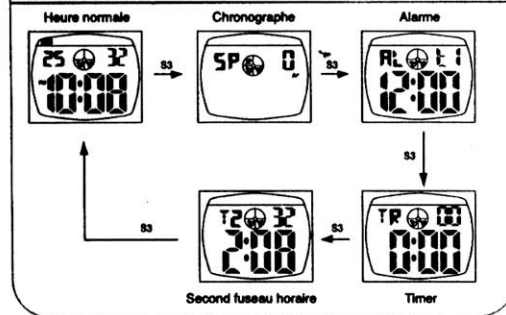 Heure normale
Chronographe
Alarme
25 32
10:08
S3
SP 0
S3
AL t1
12:00
S3
T2 32
2:08
S3
TR 00
0:00
S3
Second fuseau horaire
Timer